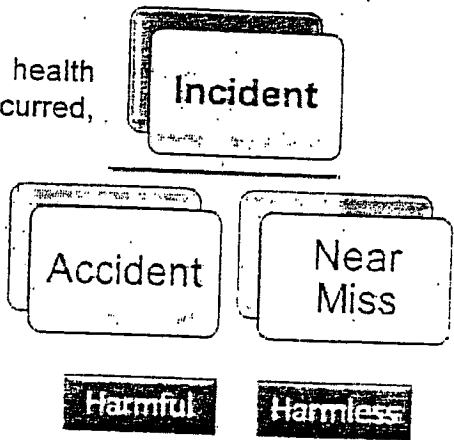 health
curred,
Incident
Accident
Near
Miss
Harmful
Harmless